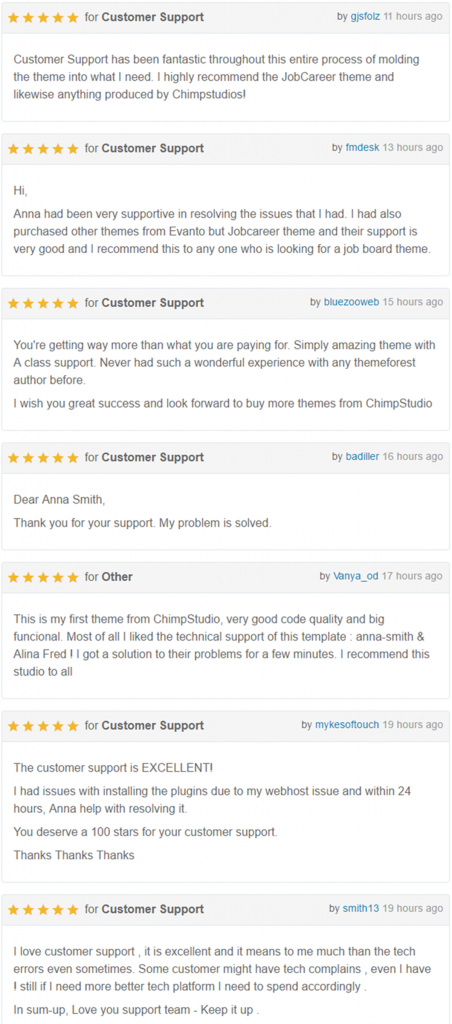 for Customer Support by gjsfolz 11 hours ago
Customer Support has been fantastic throughout this entire process of molding
the theme into what I need. I highly recommend the JobCareer theme and
likewise anything produced by Chimpstudios!
for Customer Support by fmdesk 13 hours ago
Hi,
Anna had been very supportive in resolving the issues that I had. I had also
purchased other themes from Evanto but Jobcareer theme and their support is
very good and I recommend this to any one who is looking for a job board theme.
for Customer Support by bluezooweb 15 hours ago
You're getting way more than what you are paying for. Simply amazing theme with
A class support. Never had such a wonderful experience with any themeforest
author before.
I wish you great success and look forward to buy more themes from ChimpStudio
for Customer Support by badiller 16 hours ago
Dear Anna Smith,
Thank you for your support. My problem is solved.
for Other by Vanya_od 17 hours ago
This is my first theme from ChimpStudio, very good code quality and big
funcional. Most of all I liked the technical support of this template : anna-smith &
Alina Fred ! I got a solution to their problems for a few minutes. I recommend this
studio to all
for Customer Support by mykesoftouch 19 hours ago
The customer support is EXCELLENT!
I had issues with installing the plugins due to my webhost issue and within 24
hours, Anna help with resolving it.
You deserve a 100 stars for your customer support.
Thanks Thanks Thanks
for Customer Support by smith13 19 hours ago
I love customer support , it is excellent and it means to me much than the tech
errors even sometimes. Some customer might have tech complains , even I have
! still if I need more better tech platform I need to spend accordingly .
In sum-up, Love you support team - Keep it up .